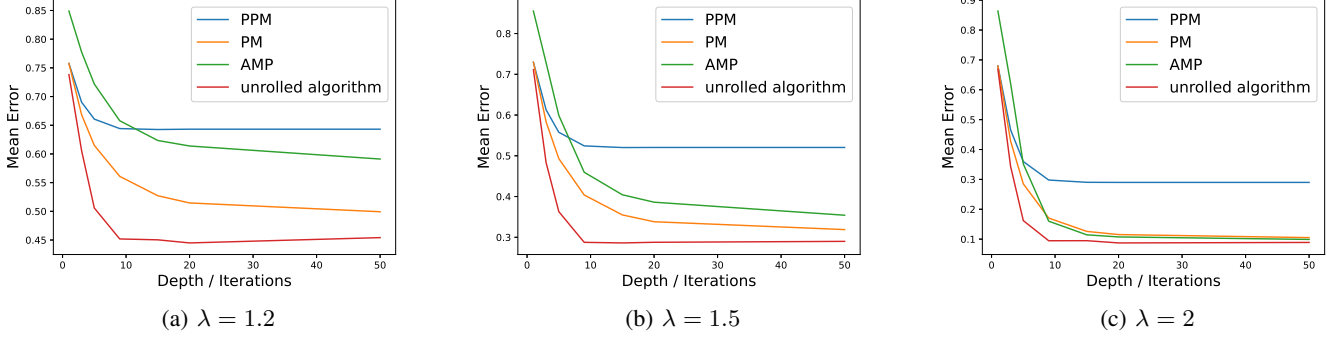 0.85
0.80
0.75
0.70
0.65
0.60
0.55
0.50
0.45
Mean Error
0 10 20 30 40 50
Depth / Iterations
PPM
PM
AMP
unrolled algorithm
(a) λ = 1.2
0.8
0.7
0.6
0.5
0.4
0.3
Mean Error
0 10 20 30 40 50
Depth / Iterations
PPM
PM
AMP
unrolled algorithm
(b) λ = 1.5
0.9
0.8
0.7
0.6
0.5
0.4
0.3
0.2
0.1
Mean Error
0 10 20 30 40 50
Depth / Iterations
PPM
PM
AMP
unrolled algorithm
(c) λ = 2